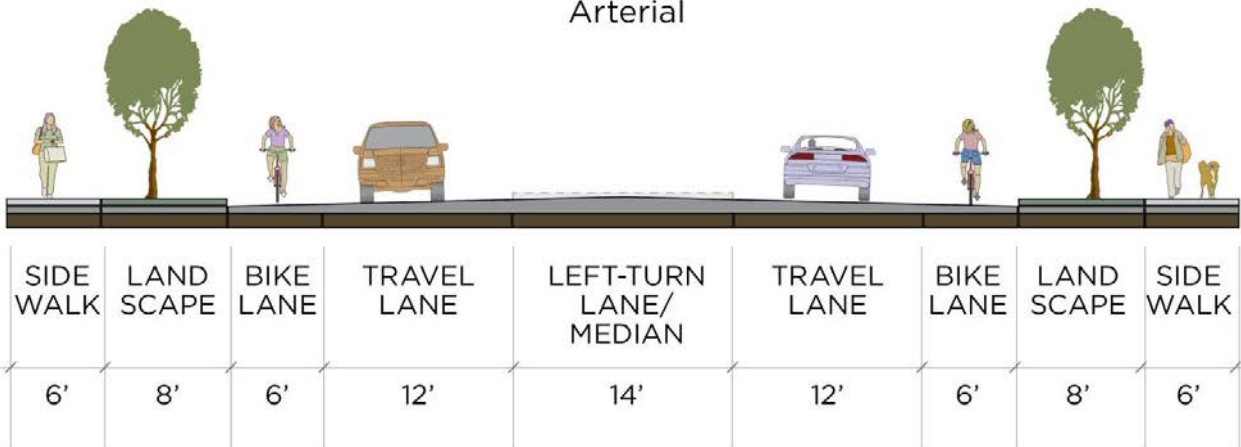 Arterial
SIDE
WALK
LAND
SCAPE
BIKE
LANE
TRAVEL
LANE
LEFT-TURN
LANE/
MEDIAN
TRAVEL
LANE
BIKE
LANE
LAND
SCAPE
SIDE
WALK
6’ 8’ 6’ 12’ 14’ 12’ 6’ 8’ 6’